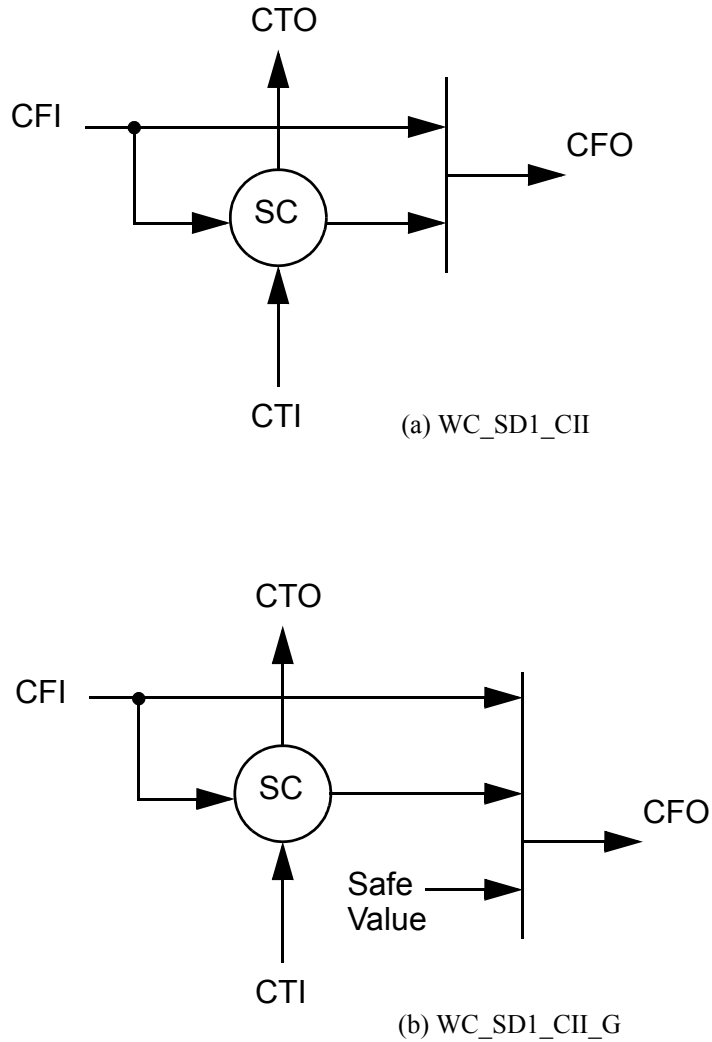 CTO
CFI
CFO
SC
CTI
(a) WC_SD1_CII
CTO
CFI
SC
CFO
Safe
Value
CTI
(b) WC_SD1_CII_G